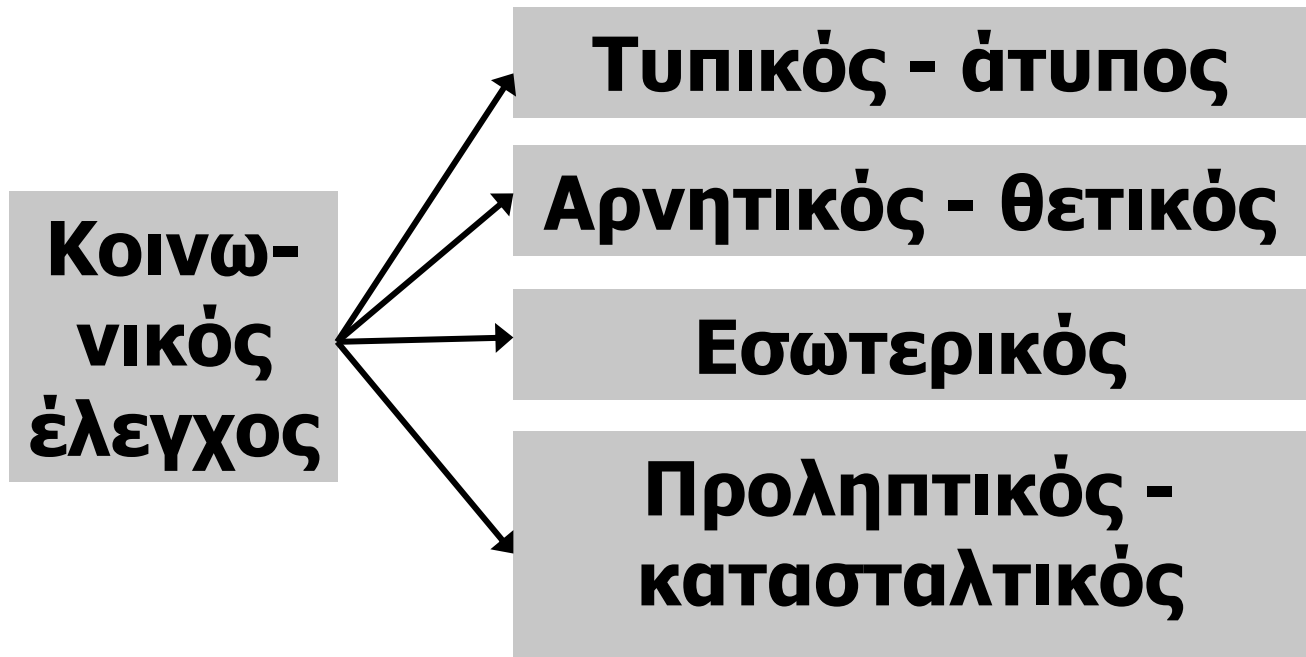 Κοινω-
νικός
έλεγχος
Τυπικός - άτυπος
Αρνητικός - θετικός
Εσωτερικός
Προληπτικός -
κατασταλτικός